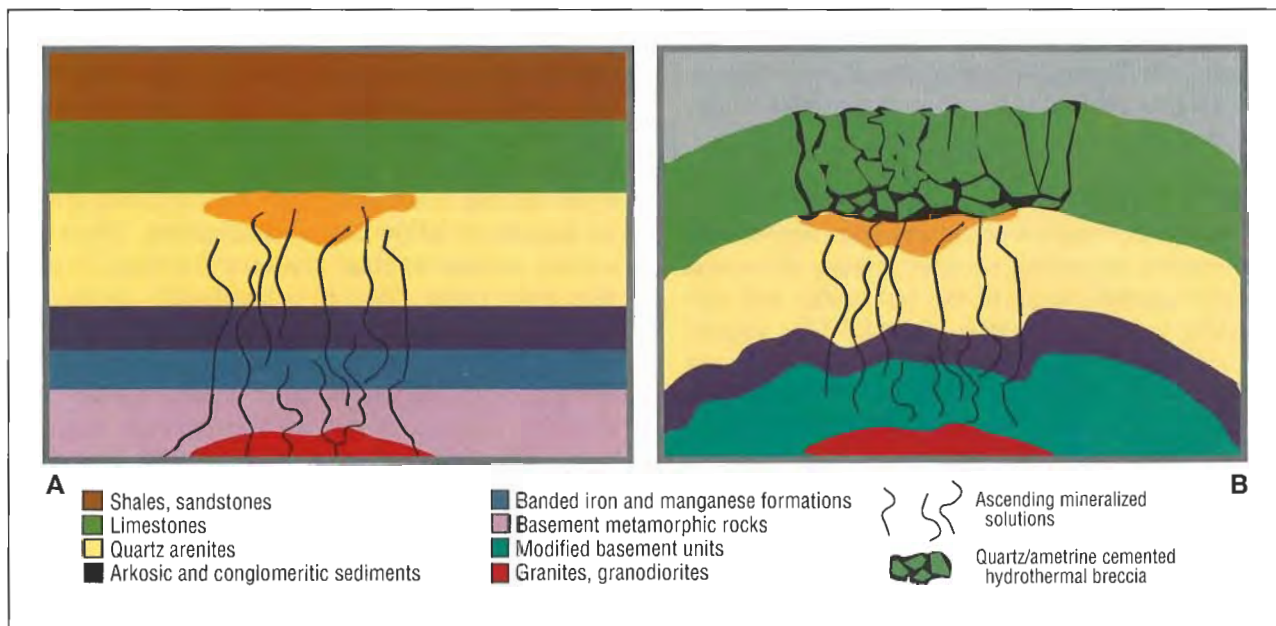 A
B
Shales, sandstones
Limestones
Quartz arenites
Arkosic and conglomeritic sediments
Banded iron and manganese formations
Basement metamorphic rocks
Modified basement units
Granites, granodiorites
Ascending mineralized
solutions
Quartz/ametrine cemented
hydrothermal breccia